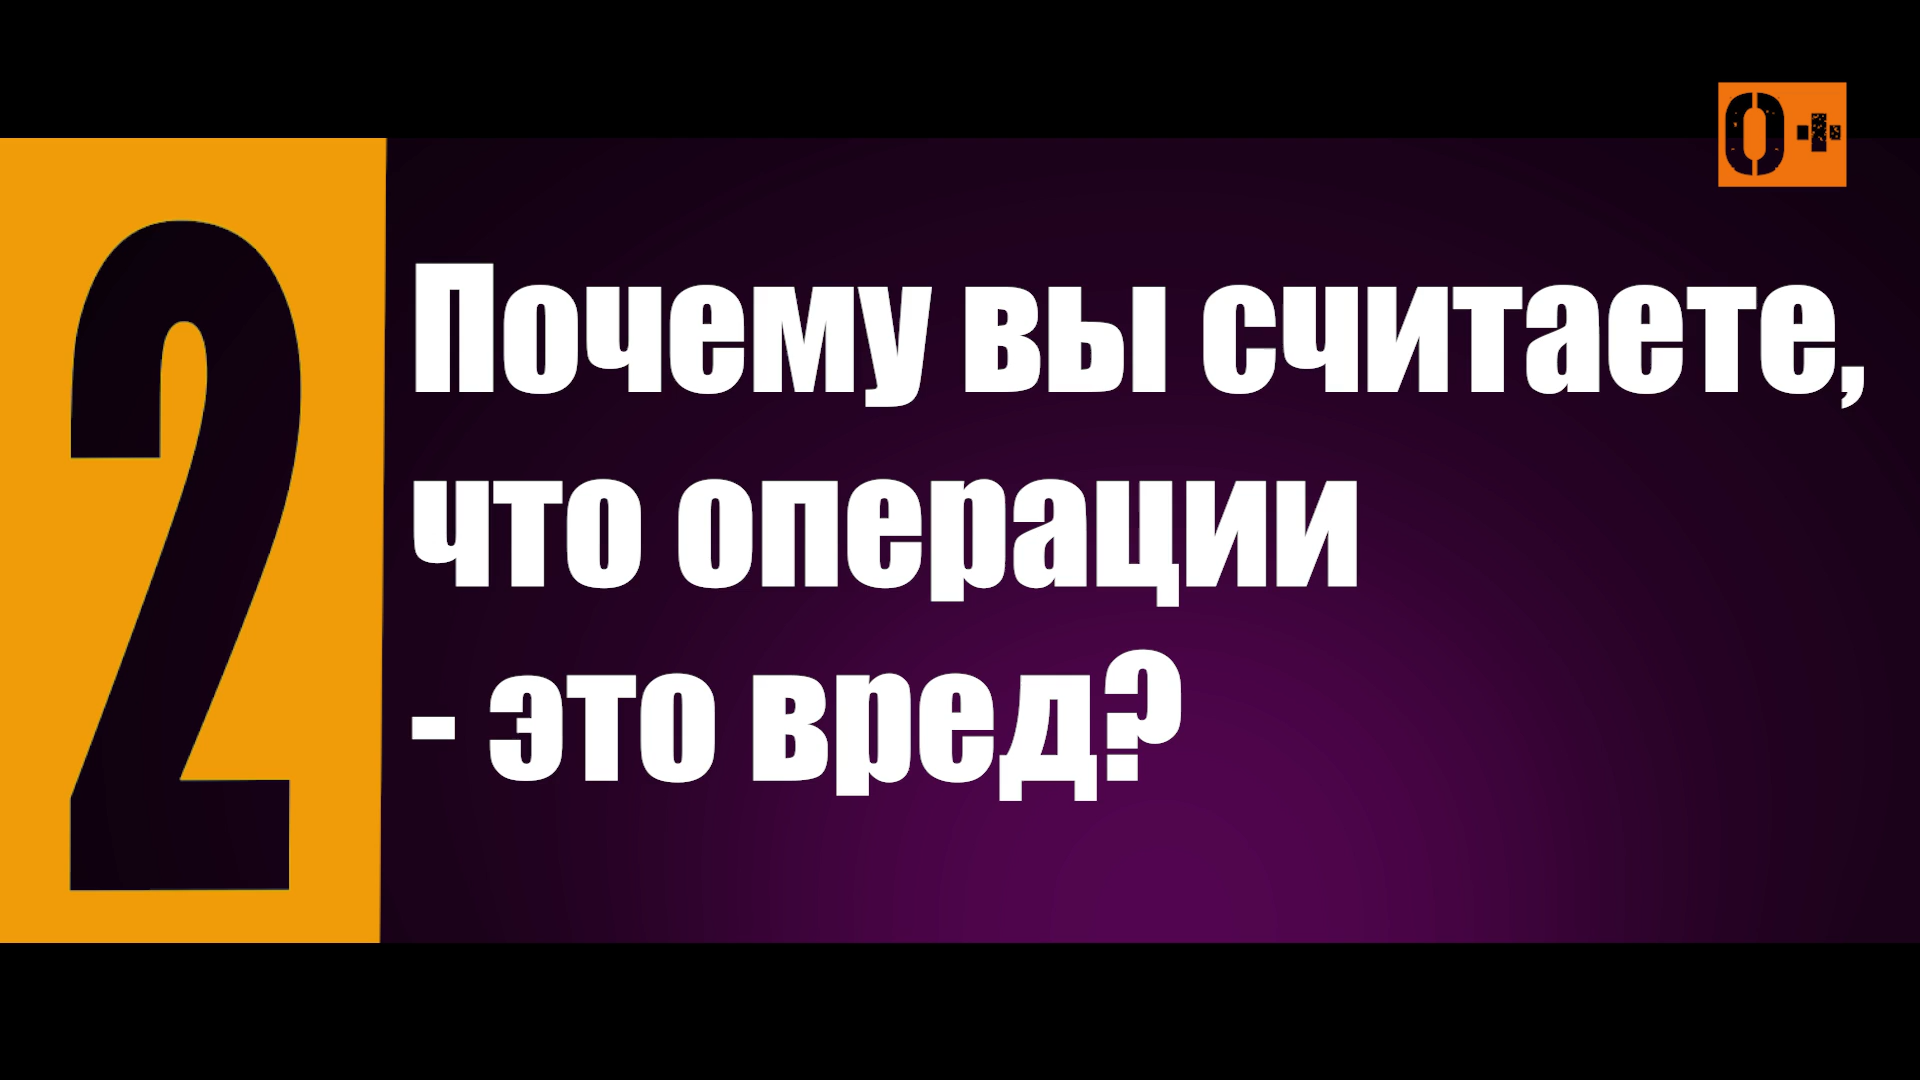 0+
2
Почему вы считаете,
что операции
- это вред?